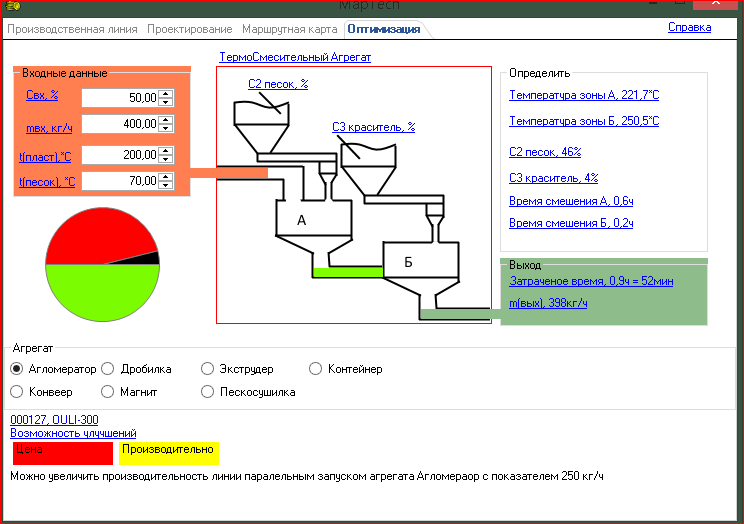 MapTech
Производственная линия Проектирование Маршрутная карта Оптимизация
Справка
Входные данные
Cвх, %
50,00
mвх, кг/ч
400,00
t(пласт),*С
200,00
t(песок), *С
70,00
ТермоСмесительный Агрегат
С2 песок, %
С3 краситель, %
А
Б
Определить
Температура зоны А, 221,7*С
Температура зоны Б, 250,5*С
С2 песок, 46%
С3 краситель, 4%
Время смешения А, 0,6ч
Время смешения Б, 0,2ч
Выход
Затраченое время, 0,9ч = 52мин
m(вых), 398кг/ч
Агрегат
Агломератор Дробилка Экструдер Контейнер
Конвеер Магнит Пескосушилка
000127, OULI-300
Возможность улучшений
Цена Производительно
Можно увеличить производительность линии паралельным запуском агрегата Агломераор с показателем 250 кг/ч